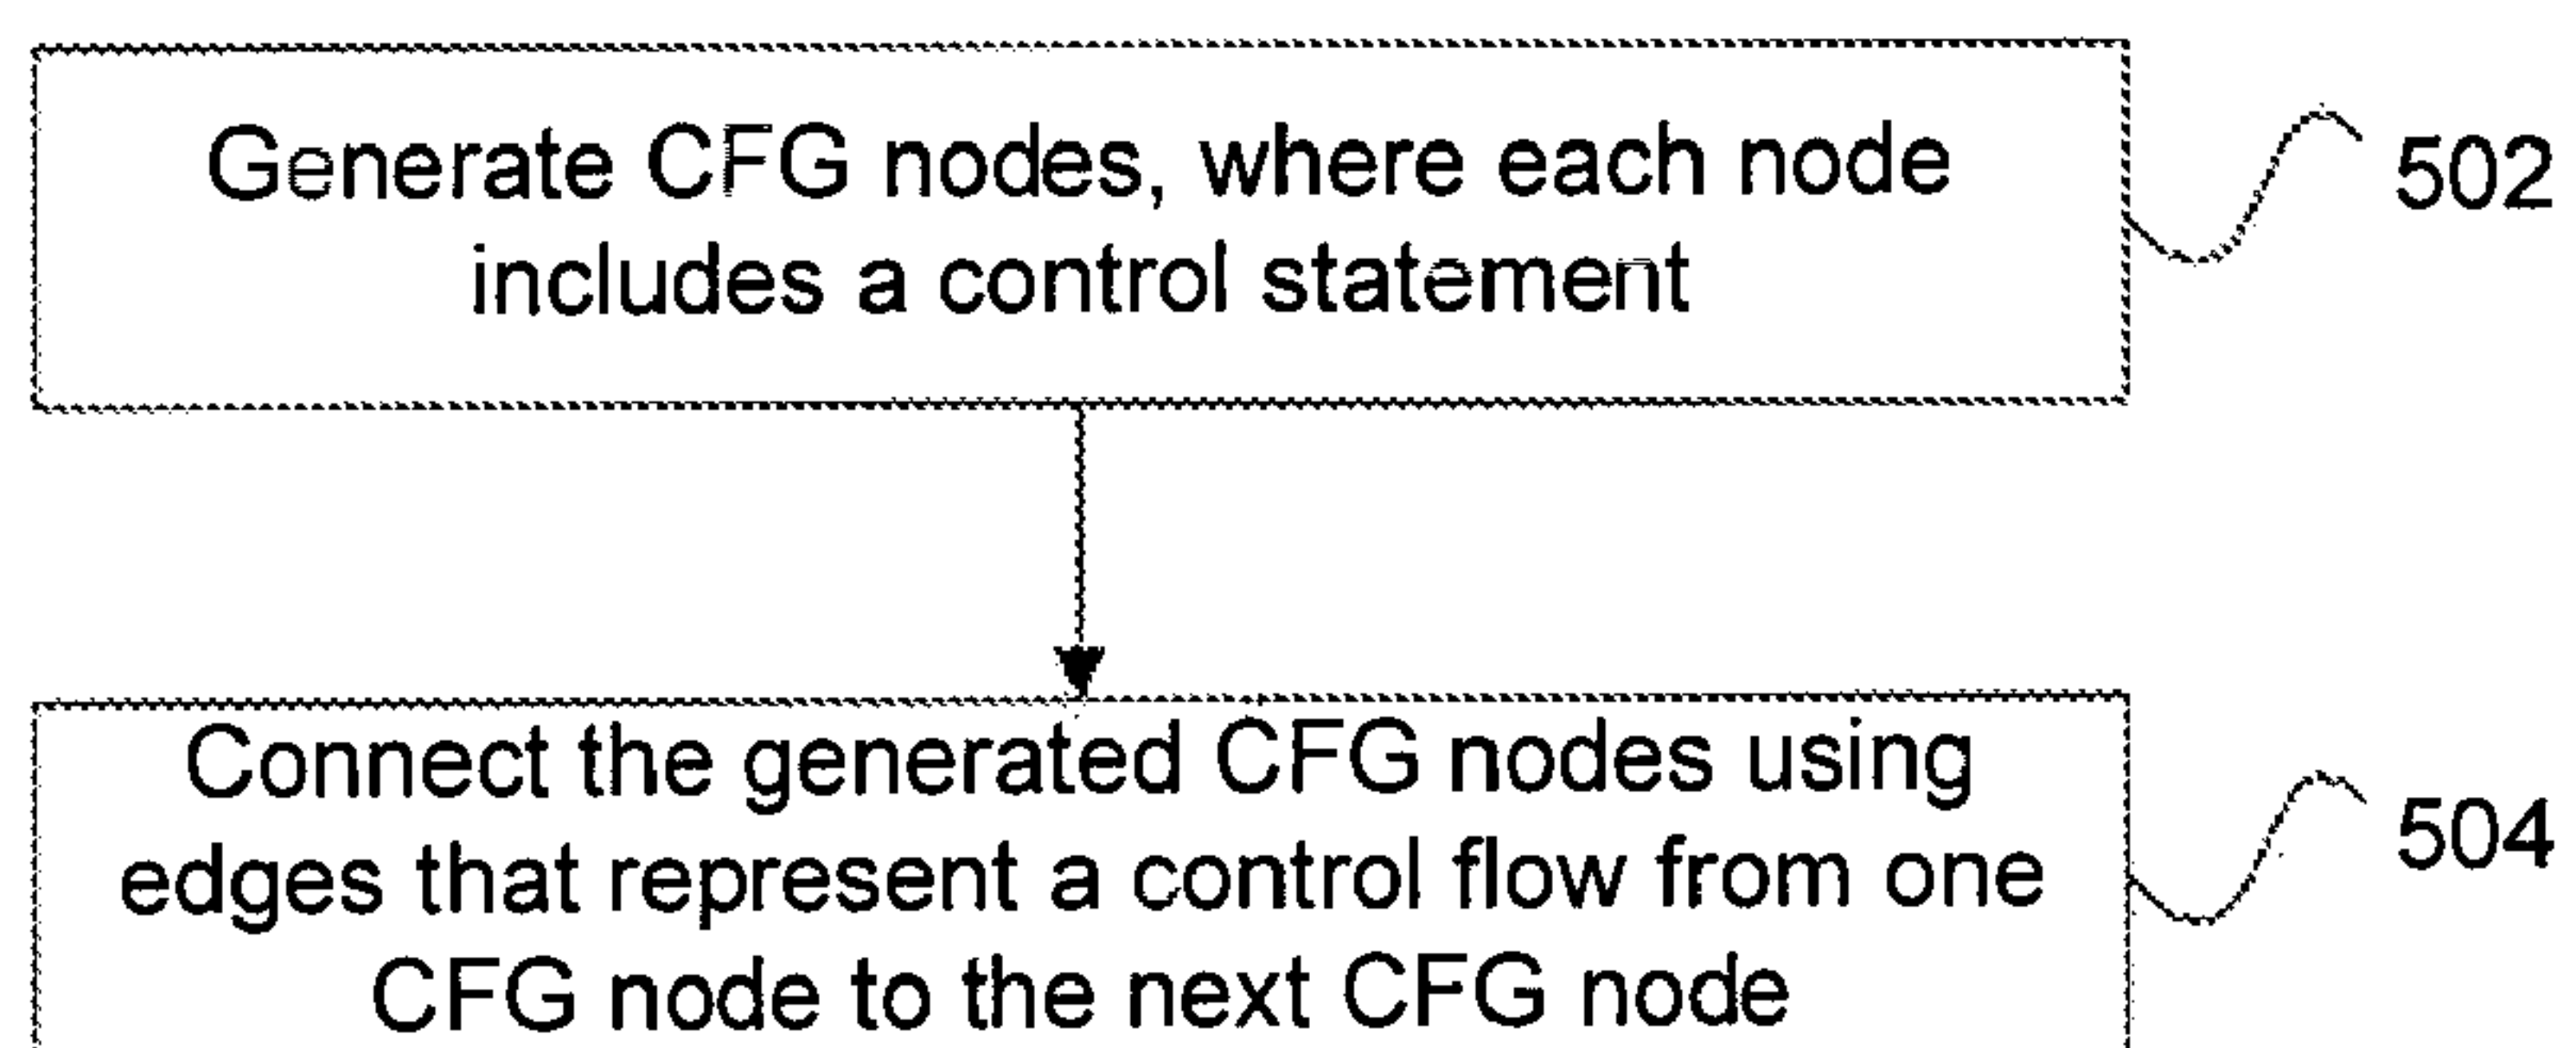 Generate CFG nodes, where each node
includes a control statement
502
Connect the generated CFG nodes using
edges that represent a control flow from one
CFG node to the next CFG node
504